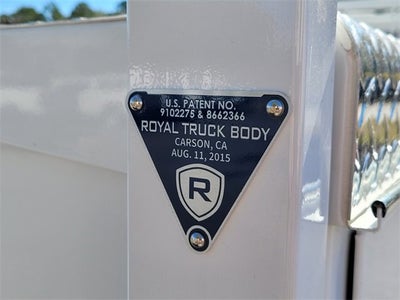 U.S. PATENT NO.
9102275 & 8662366
ROYAL TRUCK BODY
CARSON, CA
AUG. 11, 2015
R